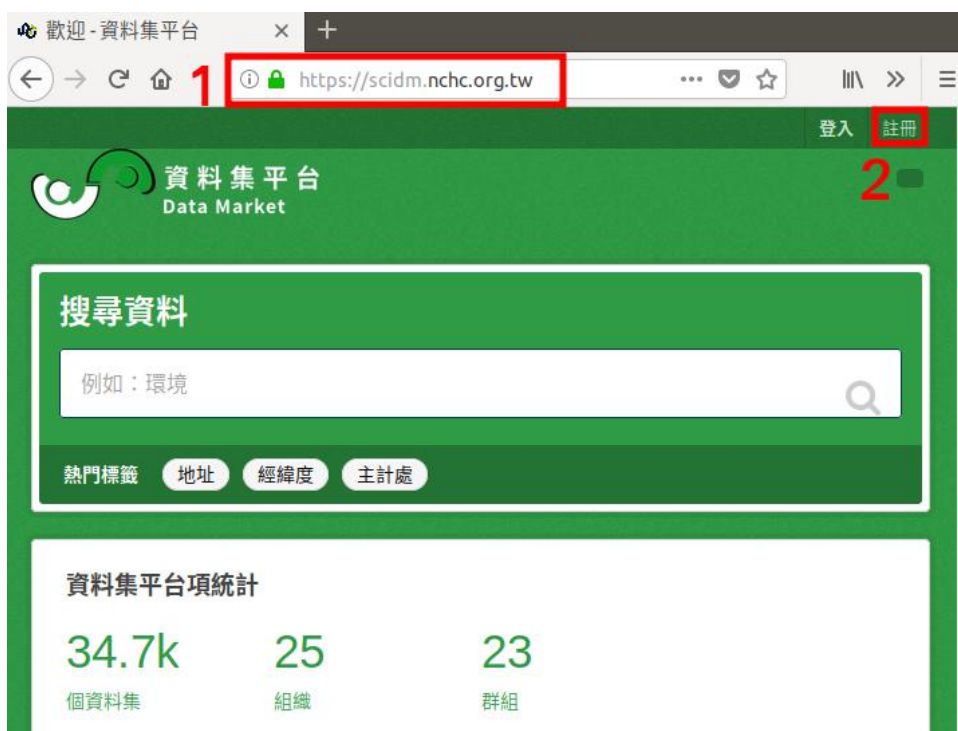 歡迎 - 資料集平台
1
https://scidm.nchc.org.tw
登入 註冊
2
資料集平台
Data Market
搜尋資料
例如：環境
熱門標籤 地址 經緯度 主計處
資料集平台項統計
34.7k 25 23
個資料集 組織 群組